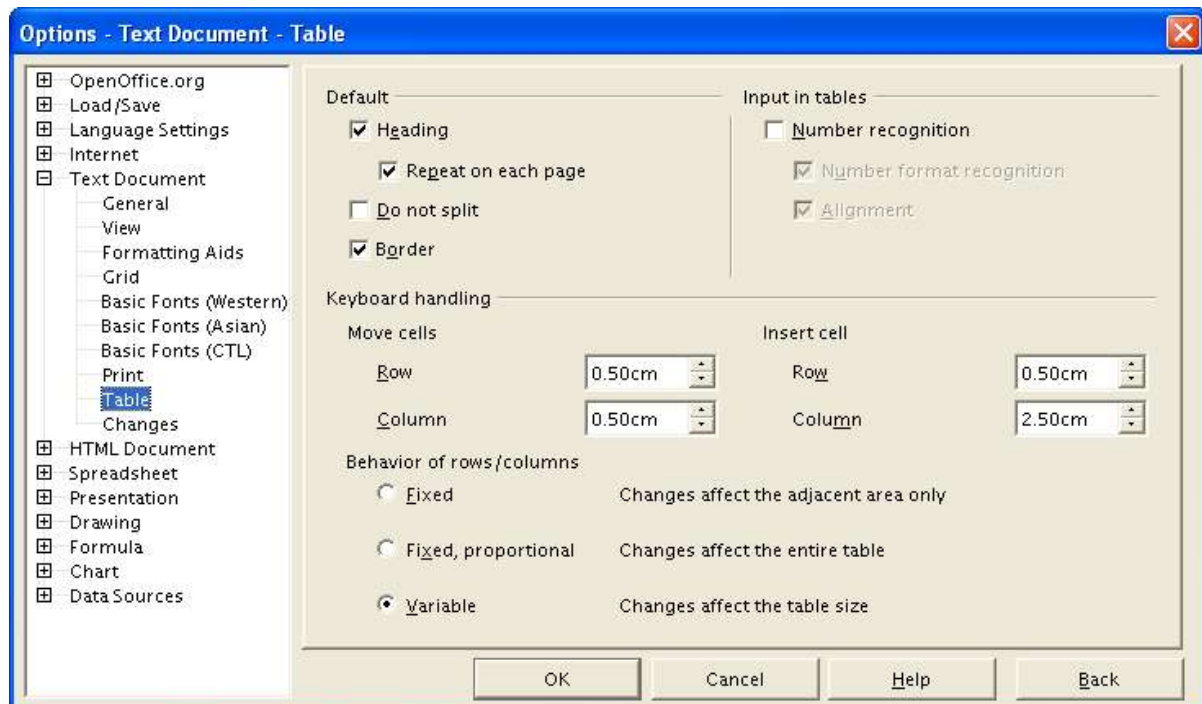 Options - Text Document - Table
OpenOffice.org
Load/Save
Language Settings
Internet
Text Document
General
View
Formatting Aids
Grid
Basic Fonts (Western)
Basic Fonts (Asian)
Basic Fonts (CTL)
Print
Table
Changes
HTML Document
Spreadsheet
Presentation
Drawing
Formula
Chart
Data Sources
Default
Heading
Repeat on each page
Do not split
Border
Input in tables
Number recognition
Number format recognition
Alignment
Keyboard handling
Move cells
Row 0.50cm
Column 0.50cm
Insert cell
Row 0.50cm
Column 2.50cm
Behavior of rows/columns
Fixed Changes affect the adjacent area only
Fixed, proportional Changes affect the entire table
Variable Changes affect the table size
OK Cancel Help Back